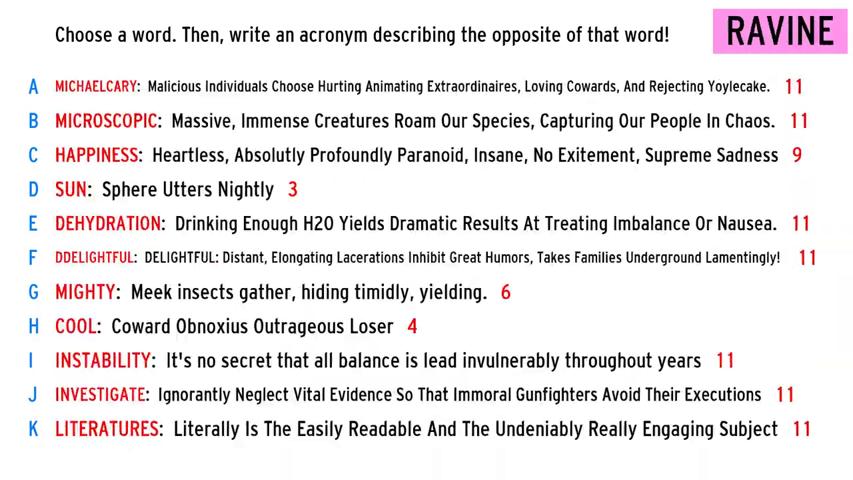 Choose a word. Then, write an acronym describing the opposite of that word!
RAVINE
A MICHAELCARY: Malicious Individuals Choose Hurting Animating Extraordinaires, Loving Cowards, And Rejecting Yoylecake. 11
B MICROSCOPIC: Massive, Immense Creatures Roam Our Species, Capturing Our People In Chaos. 11
C HAPPINESS: Heartless, Absolutly Profoundly Paranoid, Insane, No Exitement, Supreme Sadness 9
D SUN: Sphere Utters Nightly 3
E DEHYDRATION: Drinking Enough H20 Yields Dramatic Results At Treating Imbalance Or Nausea. 11
F DDELIGHTFUL: DELIGHTFUL: Distant, Elongating Lacerations Inhibit Great Humors, Takes Families Underground Lamentingly! 11
G MIGHTY: Meek insects gather, hiding timidly, yielding. 6
H COOL: Coward Obnoxius Outrageous Loser 4
I INSTABILITY: It's no secret that all balance is lead invulnerably throughout years 11
J INVESTIGATE: Ignorantly Neglect Vital Evidence So That Immoral Gunfighters Avoid Their Executions 11
K LITERATURES: Literally Is The Easily Readable And The Undeniably Really Engaging Subject 11